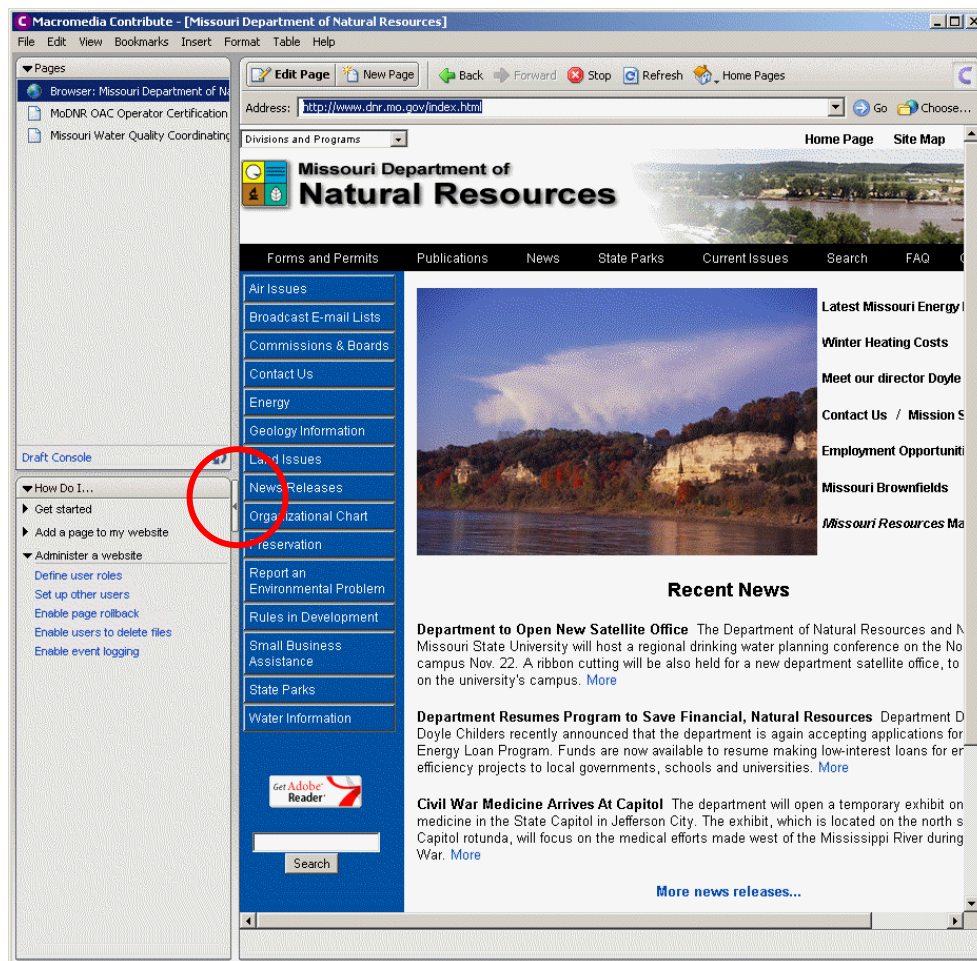 Macromedia Contribute - [Missouri Department of Natural Resources]
File Edit View Bookmarks Insert Format Table Help
Pages
Browser: Missouri Department of Na
MoDNR OAC Operator Certification
Missouri Water Quality Coordinating
Draft Console
How Do I...
Get started
Add a page to my website
Administer a website
Define user roles
Set up other users
Enable page rollback
Enable users to delete files
Enable event logging
Edit Page New Page Back Forward Stop Refresh Home Pages
Address: http://www.dnr.mo.gov/index.html Go Choose...
Divisions and Programs Home Page Site Map
Missouri Department of
Natural Resources
Forms and Permits Publications News State Parks Current Issues Search FAQ
Air Issues
Broadcast E-mail Lists
Commissions & Boards
Contact Us
Energy
Geology Information
Land Issues
News Releases
Organizational Chart
Preservation
Report an
Environmental Problem
Rules in Development
Small Business
Assistance
State Parks
Water Information
Get Adobe
Reader
Search
Latest Missouri Energy
Winter Heating Costs
Meet our director Doyle
Contact Us / Mission S
Employment Opportuniti
Missouri Brownfields
Missouri Resources Ma
Recent News
Department to Open New Satellite Office The Department of Natural Resources and N
Missouri State University will host a regional drinking water planning conference on the No
campus Nov. 22. A ribbon cutting will be also held for a new department satellite office, to
on the university's campus. More
Department Resumes Program to Save Financial, Natural Resources Department D
Doyle Childers recently announced that the department is again accepting applications for
Energy Loan Program. Funds are now available to resume making low-interest loans for en
efficiency projects to local governments, schools and universities. More
Civil War Medicine Arrives At Capitol The department will open a temporary exhibit on
medicine in the State Capitol in Jefferson City. The exhibit, which is located on the north s
Capitol rotunda, will focus on the medical efforts made west of the Mississippi River during
War. More
More news releases...